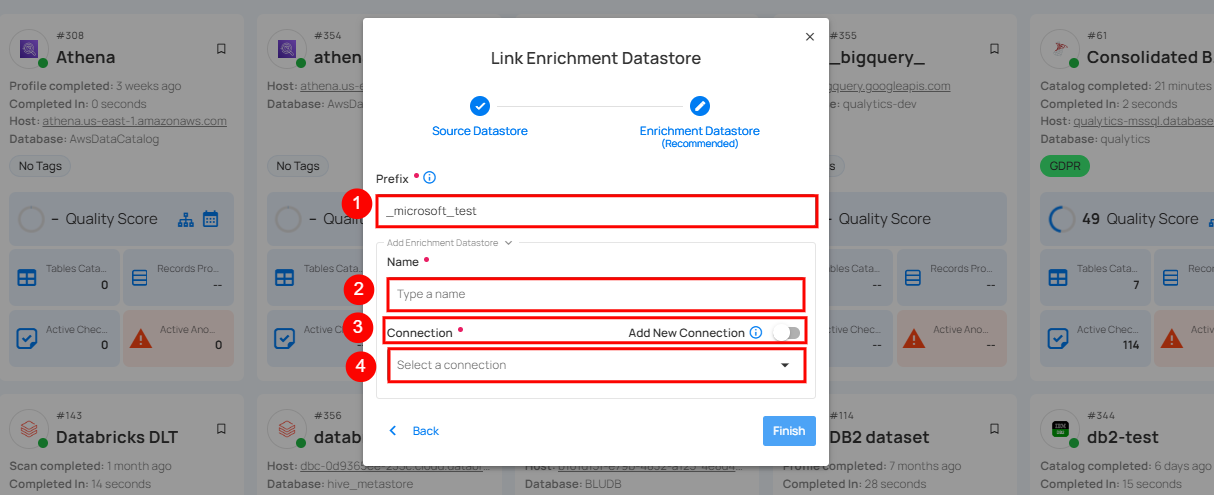 #308
Athena
Profile completed: 3 weeks ago
Completed In: 0 seconds
Host: athena.us-east-1.amazonaws.com
Database: AwsDataCatalog
No Tags
– Quality Score
Tables Cata...
0
Records Pro...
--
Active Chec...
0
Active Ano...
0
#354
athen
Host: athena.us-e
Database: AwsDa
No Tags
– Qualit
Tables Cata
Active C
#355
_bigquery_
gquery.googleapis.com
qualytics-dev
Quality Score
Records Pro...
--
--
Active Ano...
--
#61
Consolidated B
Catalog completed: 21 minutes
Completed In: 2 seconds
Host: qualytics-mssql.database
Database: qualytics
GDPR
49 Quality Score
Tables Cata...
7
Recor
Active Chec...
114
Activ
Link Enrichment Datastore
Source Datastore
Enrichment Datastore
(Recommended)
Prefix
1
_microsoft_test
Add Enrichment Datastore
Name
2
Type a name
3
Connection
Add New Connection
4
Select a connection
Back
Finish
#143
Databricks DLT
Scan completed: 1 month ago
Completed In: 14 seconds
#356
datab
Host:
Database: hive_metastore
Host:
Database: BLUDB
#114
DB2 dataset
Profile completed: 7 months ago
Completed In: 28 seconds
#344
db2-test
Catalog completed: 6 days ago
Completed In: 15 seconds